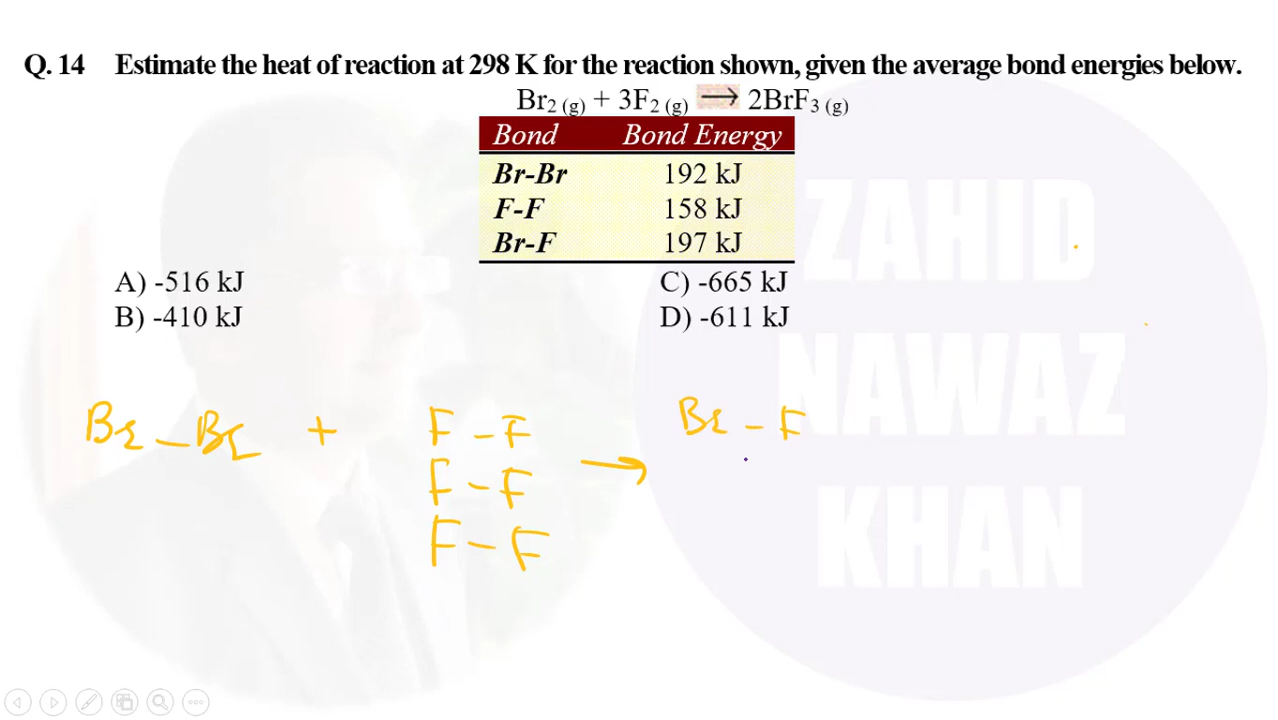 Q. 14 Estimate the heat of reaction at 298 K for the reaction shown, given the average bond energies below.
Br₂ (g) + 3F₂ (g) → 2BrF₃ (g)
Bond Bond Energy
Br-Br 192 kJ
F-F 158 kJ
Br-F 197 kJ
A) -516 kJ C) -665 kJ
B) -410 kJ D) -611 kJ
Br – Br + F – F → Br – F
F – F
F – F
ZAHID
NAWAZ
KHAN